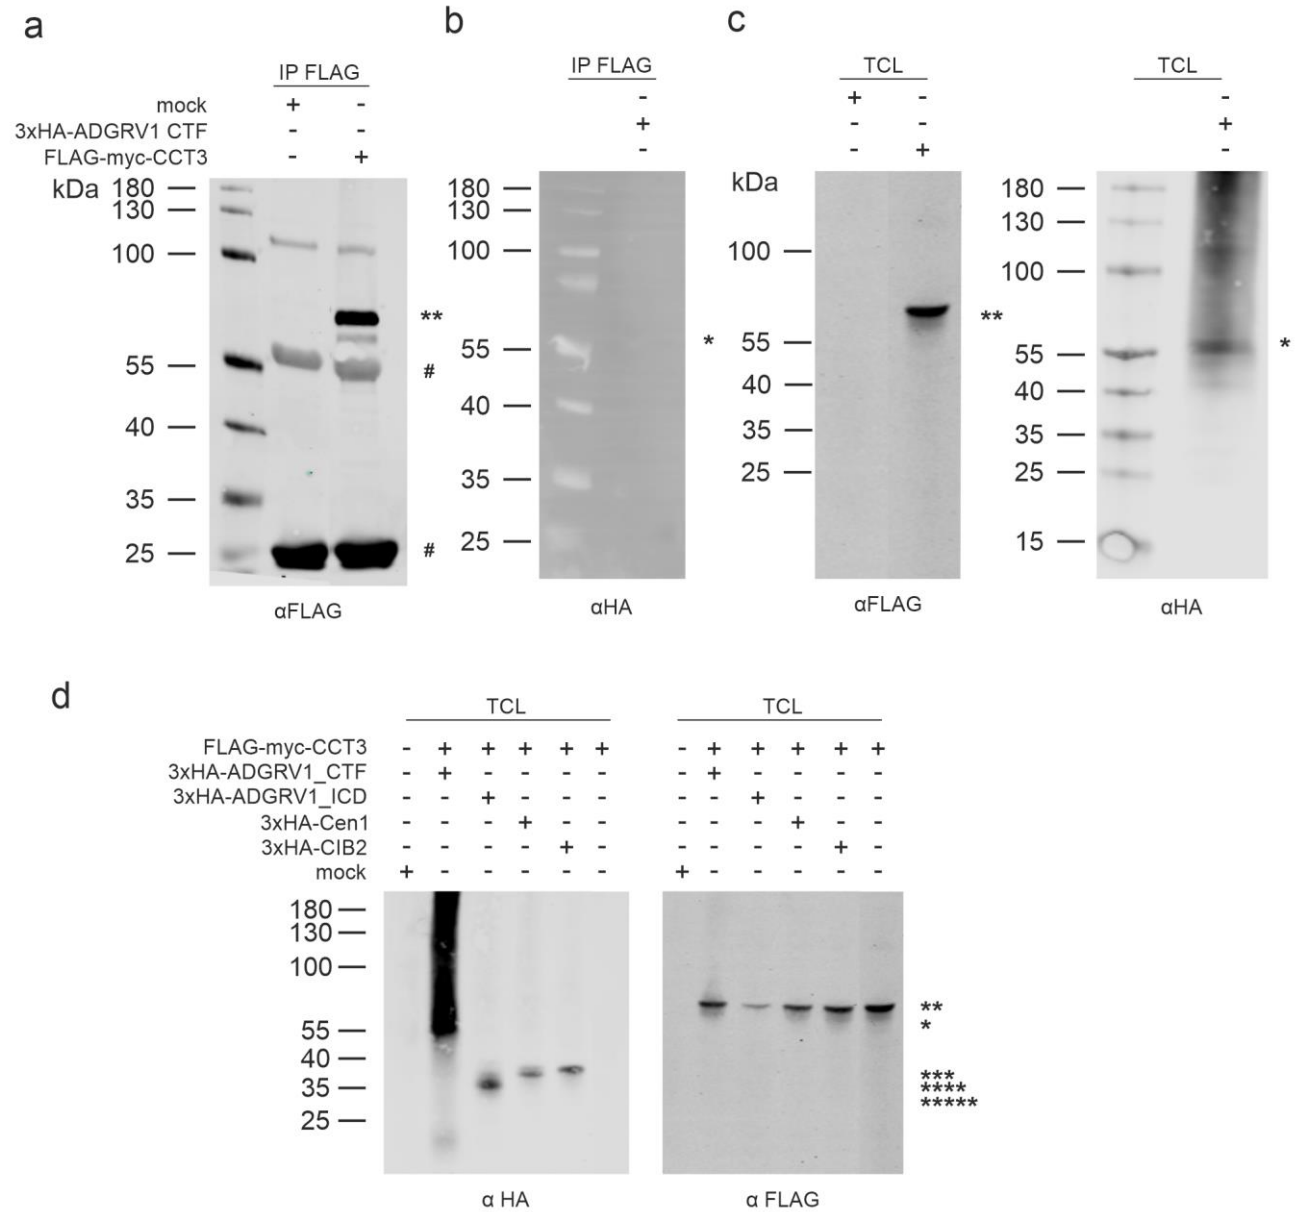 a
IP FLAG
mock + -
3xHA-ADGRV1 CTF - -
FLAG-myc-CCT3 - +
kDa
180
130
100
55
40
35
25
**
#
#
αFLAG
b
IP FLAG
-
+
-
180
130
100
55
40
35
25
*
αHA
c
TCL
+ -
- -
- +
kDa
100
55
40
35
25
**
αFLAG
TCL
-
+
-
180
130
100
55
40
35
25
15
*
αHA
d
TCL TCL
FLAG-myc-CCT3 - + + + + + - + + + + +
3xHA-ADGRV1_CTF - + - - - - - + - - - -
3xHA-ADGRV1_ICD - - + - - - - - + - - -
3xHA-Cen1 - - - + - - - - - + - -
3xHA-CIB2 - - - - + - - - - - + -
mock + - - - - - + - - - - -
180
130
100
55
40
35
25
**
*
***
****
*****
α HA
α FLAG